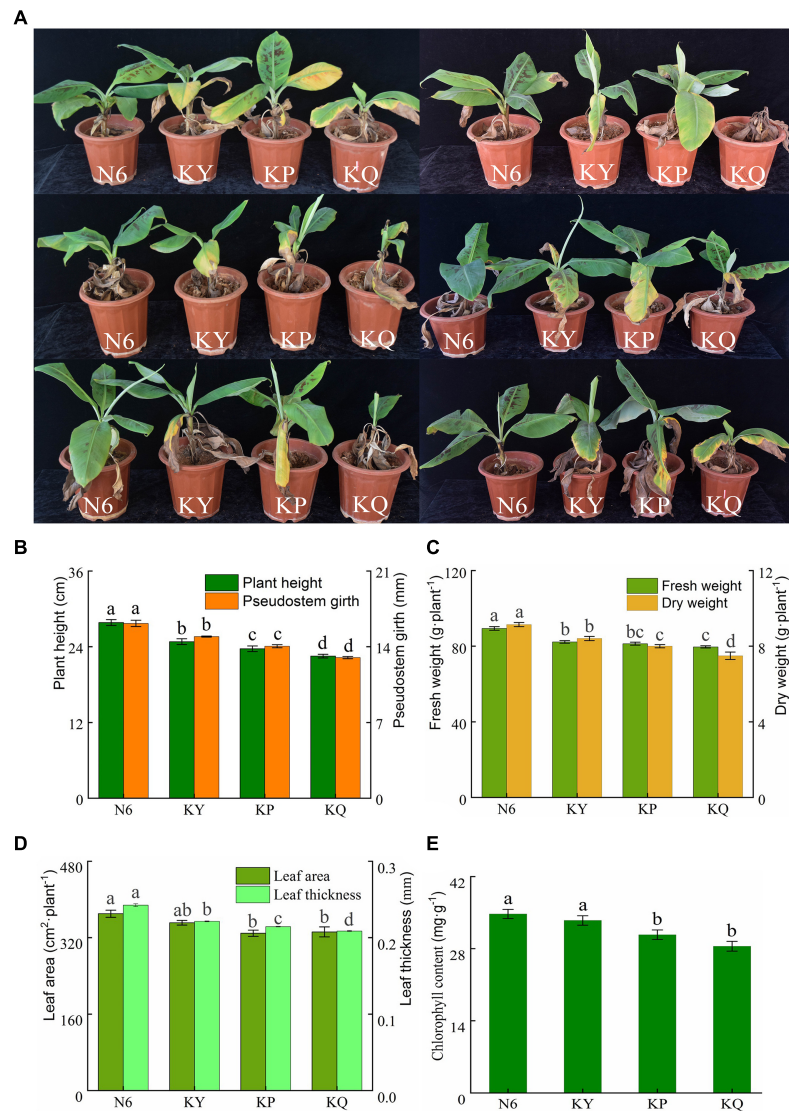 A
N6 KY KP KQ
N6 KY KP KQ
N6 KY KP KQ
N6 KY KP KQ
N6 KY KP KQ
N6 KY KP KQ
B
Plant height (cm)
36
24
12
0
Plant height
Pseudostem girth
a a
b b
c c
d d
N6 KY KP KQ
21
14
7
0
Pseudostem girth (mm)
C
Fresh weight (g·plant⁻¹)
120
80
40
0
Fresh weight
Dry weight
a a
b b
bc c
c d
N6 KY KP KQ
12
8
4
0
Dry weight (g·plant⁻¹)
D
Leaf area (cm²·plant⁻¹)
480
320
160
0
Leaf area
Leaf thickness
a a
ab b
b c
b d
N6 KY KP KQ
0.3
0.2
0.1
0.0
Leaf thickness (mm)
E
Chlorophyll content (mg·g⁻¹)
42
28
14
0
a
a
b
b
N6 KY KP KQ